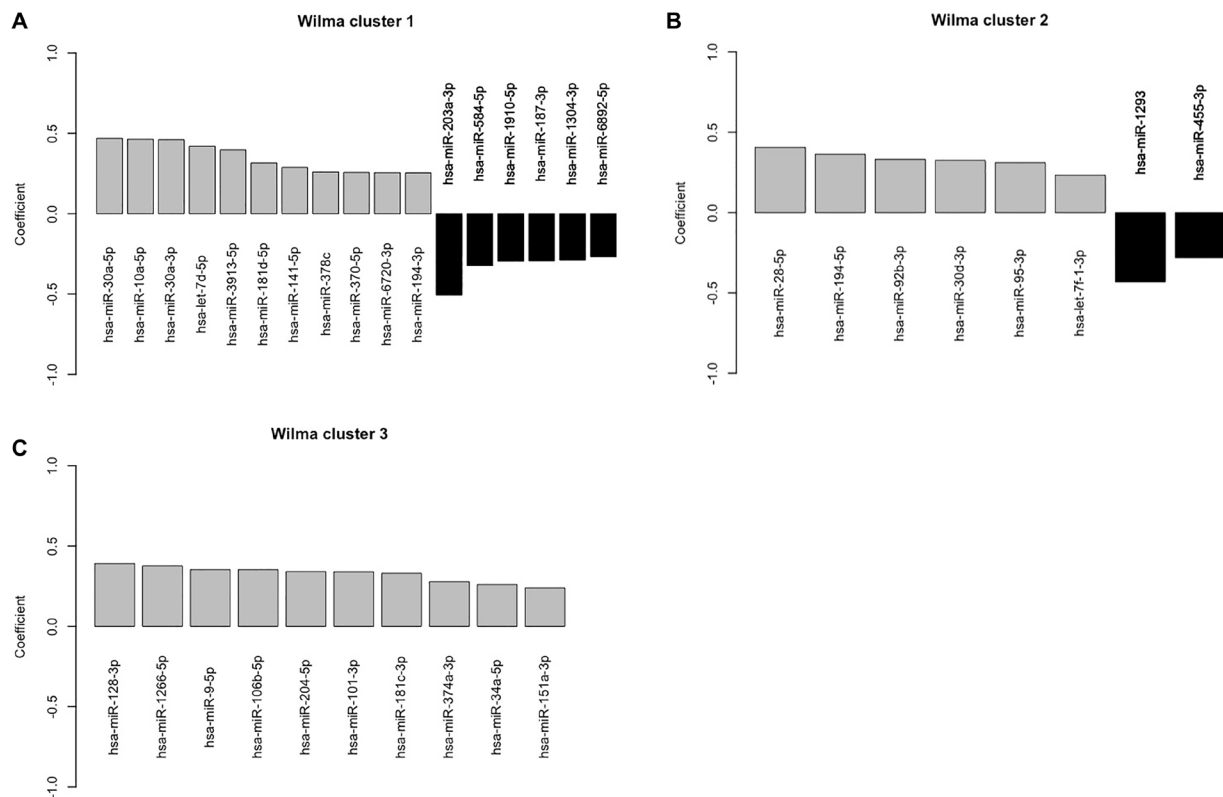 A
Wilma cluster 1
Coefficient
1.0
0.5
0.0
-0.5
-1.0
hsa-miR-30a-5p
hsa-miR-10a-5p
hsa-miR-30a-3p
hsa-let-7d-5p
hsa-miR-3913-5p
hsa-miR-181d-5p
hsa-miR-141-5p
hsa-miR-378c
hsa-miR-370-5p
hsa-miR-6720-3p
hsa-miR-194-3p
hsa-miR-203a-3p
hsa-miR-584-5p
hsa-miR-1910-5p
hsa-miR-187-3p
hsa-miR-1304-3p
hsa-miR-6892-5p
B
Wilma cluster 2
Coefficient
1.0
0.5
0.0
-0.5
-1.0
hsa-miR-28-5p
hsa-miR-194-5p
hsa-miR-92b-3p
hsa-miR-30d-3p
hsa-miR-95-3p
hsa-let-7f-1-3p
hsa-miR-1293
hsa-miR-455-3p
C
Wilma cluster 3
Coefficient
1.0
0.5
0.0
-0.5
-1.0
hsa-miR-128-3p
hsa-miR-1266-5p
hsa-miR-9-5p
hsa-miR-106b-5p
hsa-miR-204-5p
hsa-miR-101-3p
hsa-miR-181c-3p
hsa-miR-374a-3p
hsa-miR-34a-5p
hsa-miR-151a-3p